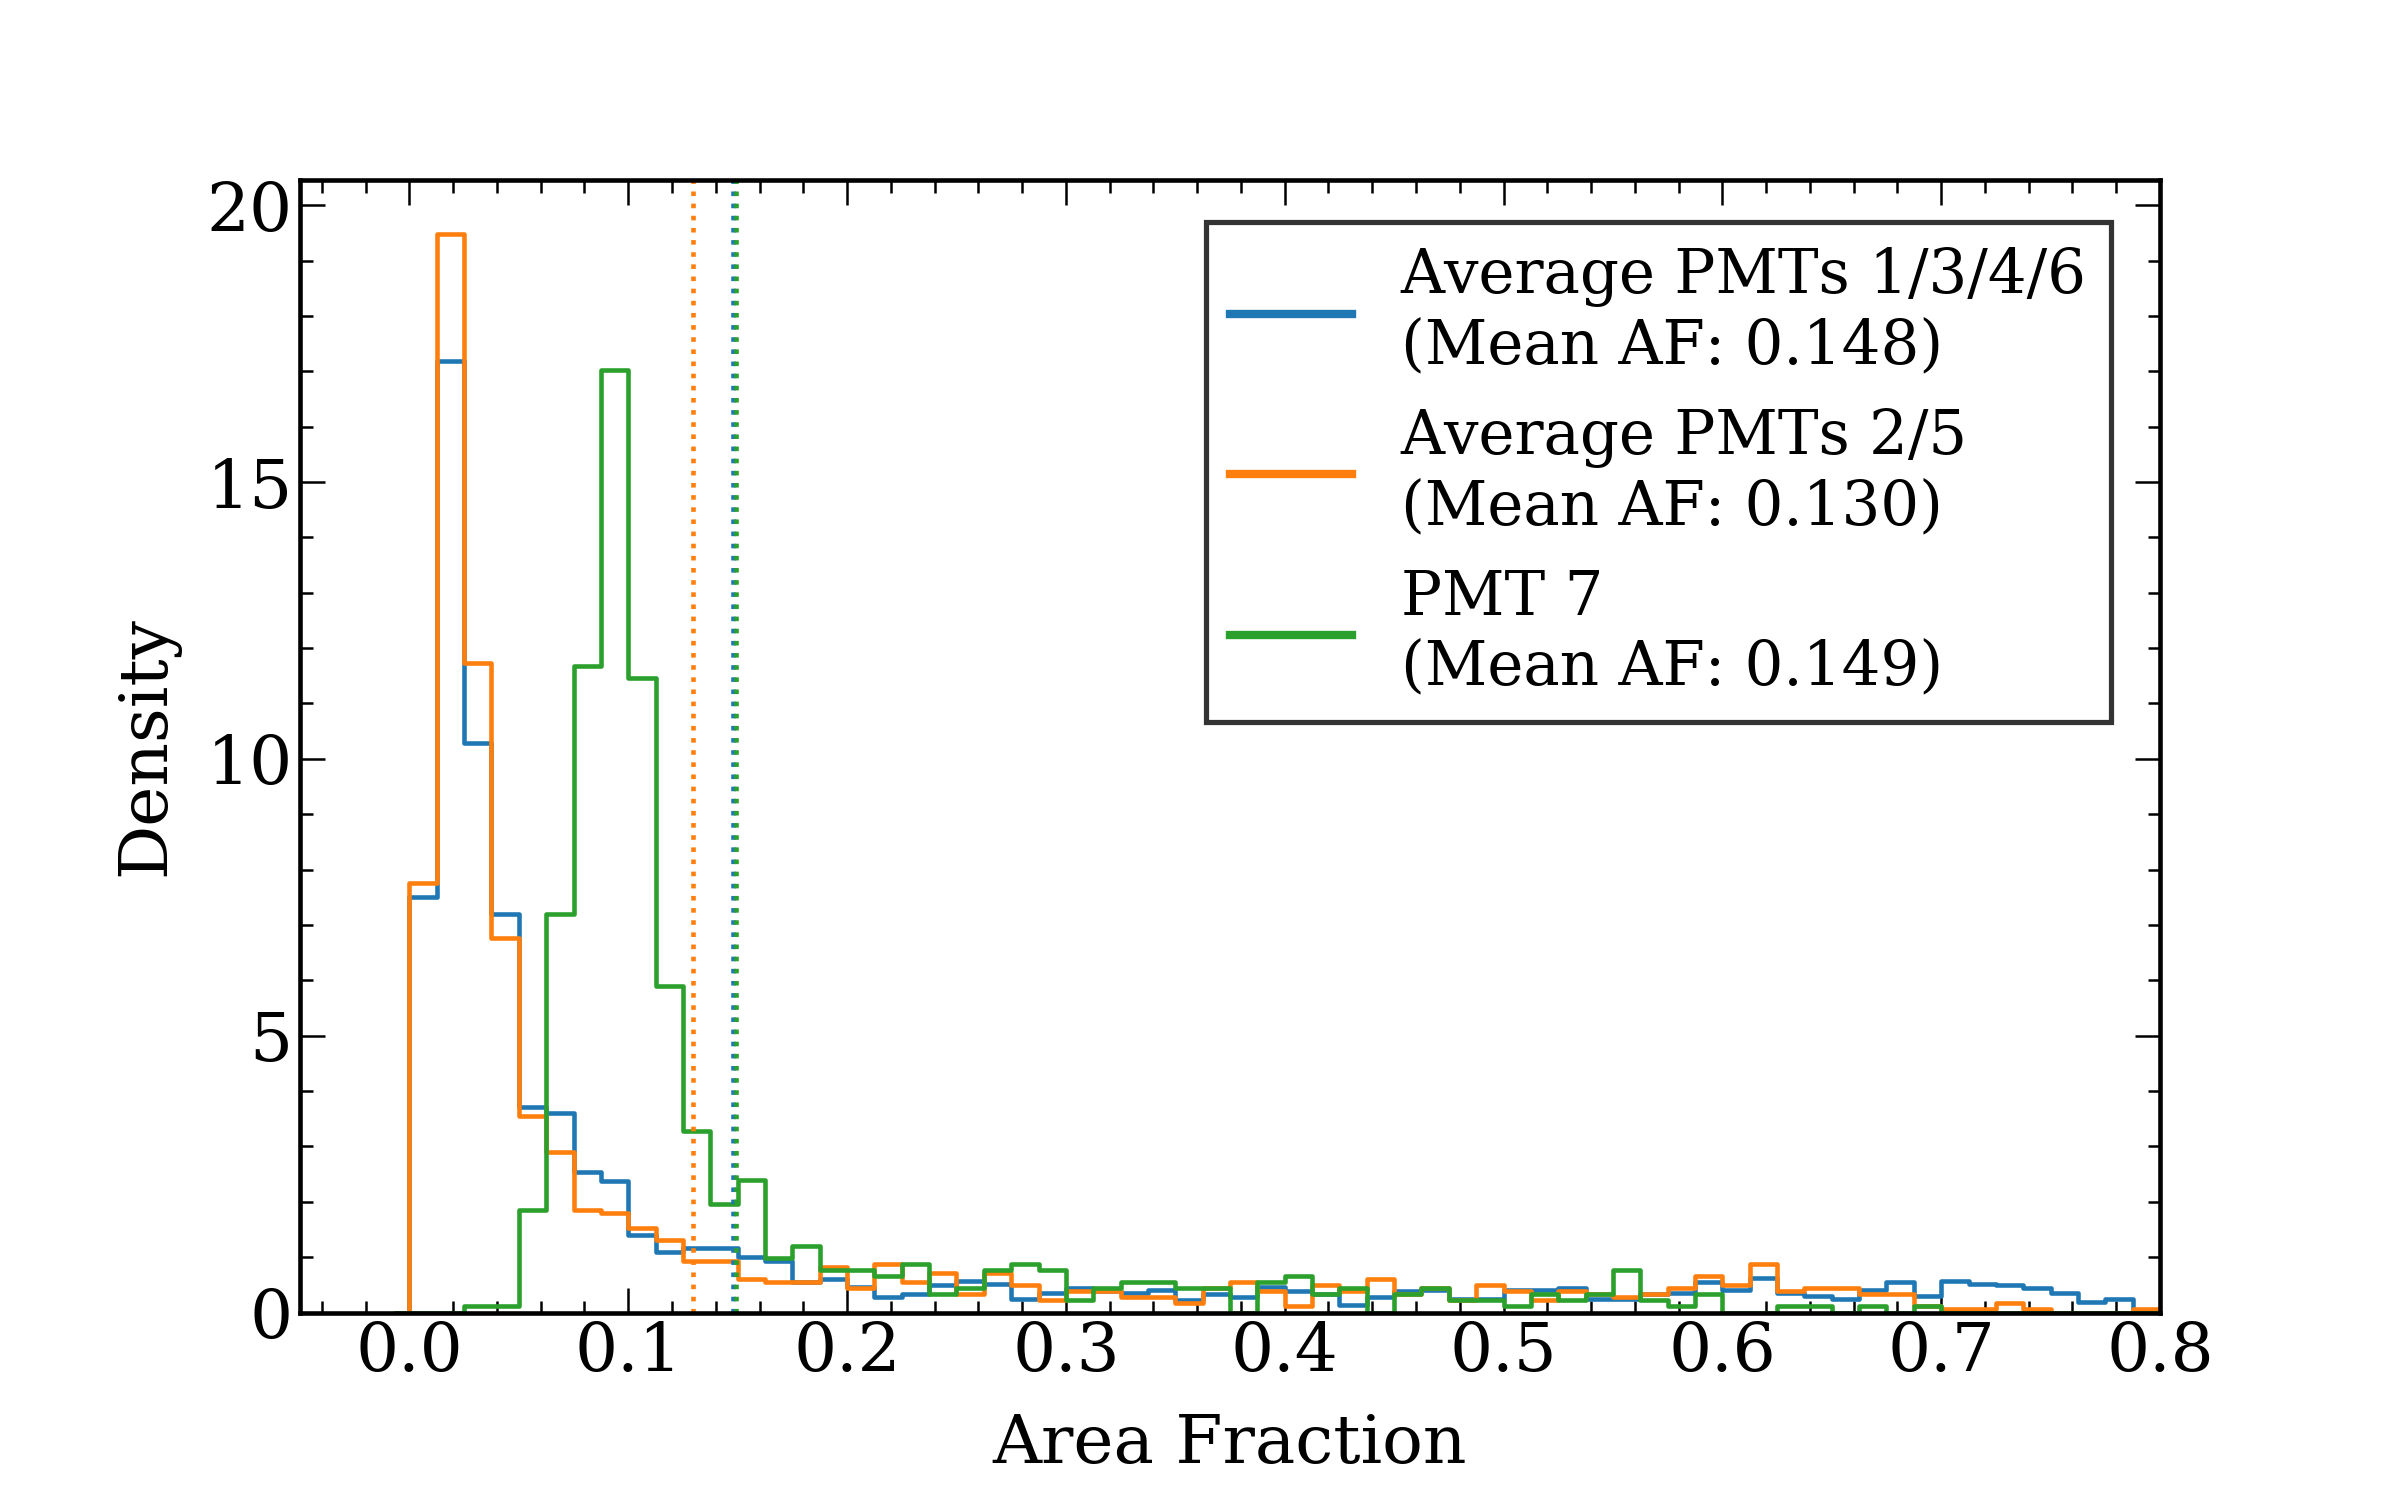 20
15
10
5
0
Density
Average PMTs 1/3/4/6
(Mean AF: 0.148)
Average PMTs 2/5
(Mean AF: 0.130)
PMT 7
(Mean AF: 0.149)
0.0 0.1 0.2 0.3 0.4 0.5 0.6 0.7 0.8
Area Fraction